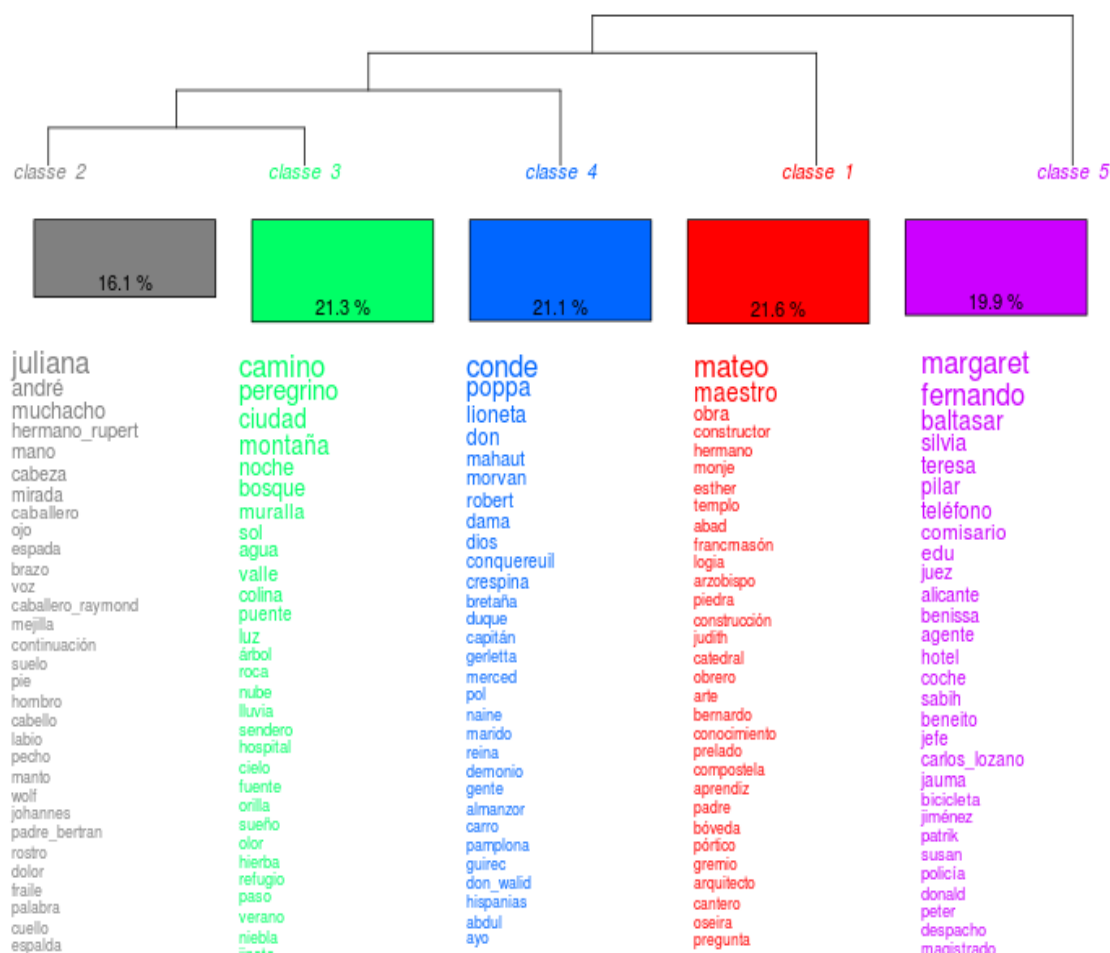 classe 2
classe 3
classe 4
classe 1
classe 5
16.1 %
21.3 %
21.1 %
21.6 %
19.9 %
juliana
andré
muchacho
hermano_rupert
mano
cabeza
mirada
caballero
ojo
espada
brazo
voz
caballero_raymond
mejilla
continuación
suelo
pie
hombro
cabello
labio
pecho
manto
wolf
johannes
padre_bertran
rostro
dolor
fraile
palabra
cuello
espalda
camino
peregrino
ciudad
montaña
noche
bosque
muralla
sol
agua
valle
colina
puente
luz
árbol
roca
nube
lluvia
sendero
hospital
cielo
fuente
orilla
sueño
olor
hierba
refugio
paso
verano
niebla
conde
poppa
lioneta
don
mahaut
morvan
robert
dama
dios
conquereuil
crespina
bretaña
duque
capitán
gerletta
merced
pol
naine
marido
reina
demonio
gente
almanzor
carro
pamplona
guirec
don_walid
hispanias
abdul
ayo
mateo
maestro
obra
constructor
hermano
monje
esther
templo
abad
francmasón
logia
arzobispo
piedra
construcción
judith
catedral
obrero
arte
bernardo
conocimiento
prelado
compostela
aprendiz
padre
bóveda
pórtico
gremio
arquitecto
cantero
oseira
pregunta
margaret
fernando
baltasar
silvia
teresa
pilar
teléfono
comisario
edu
juez
alicante
benissa
agente
hotel
coche
sabih
beneito
jefe
carlos_lozano
jauma
bicicleta
jiménez
patrik
susan
policía
donald
peter
despacho
magistrado